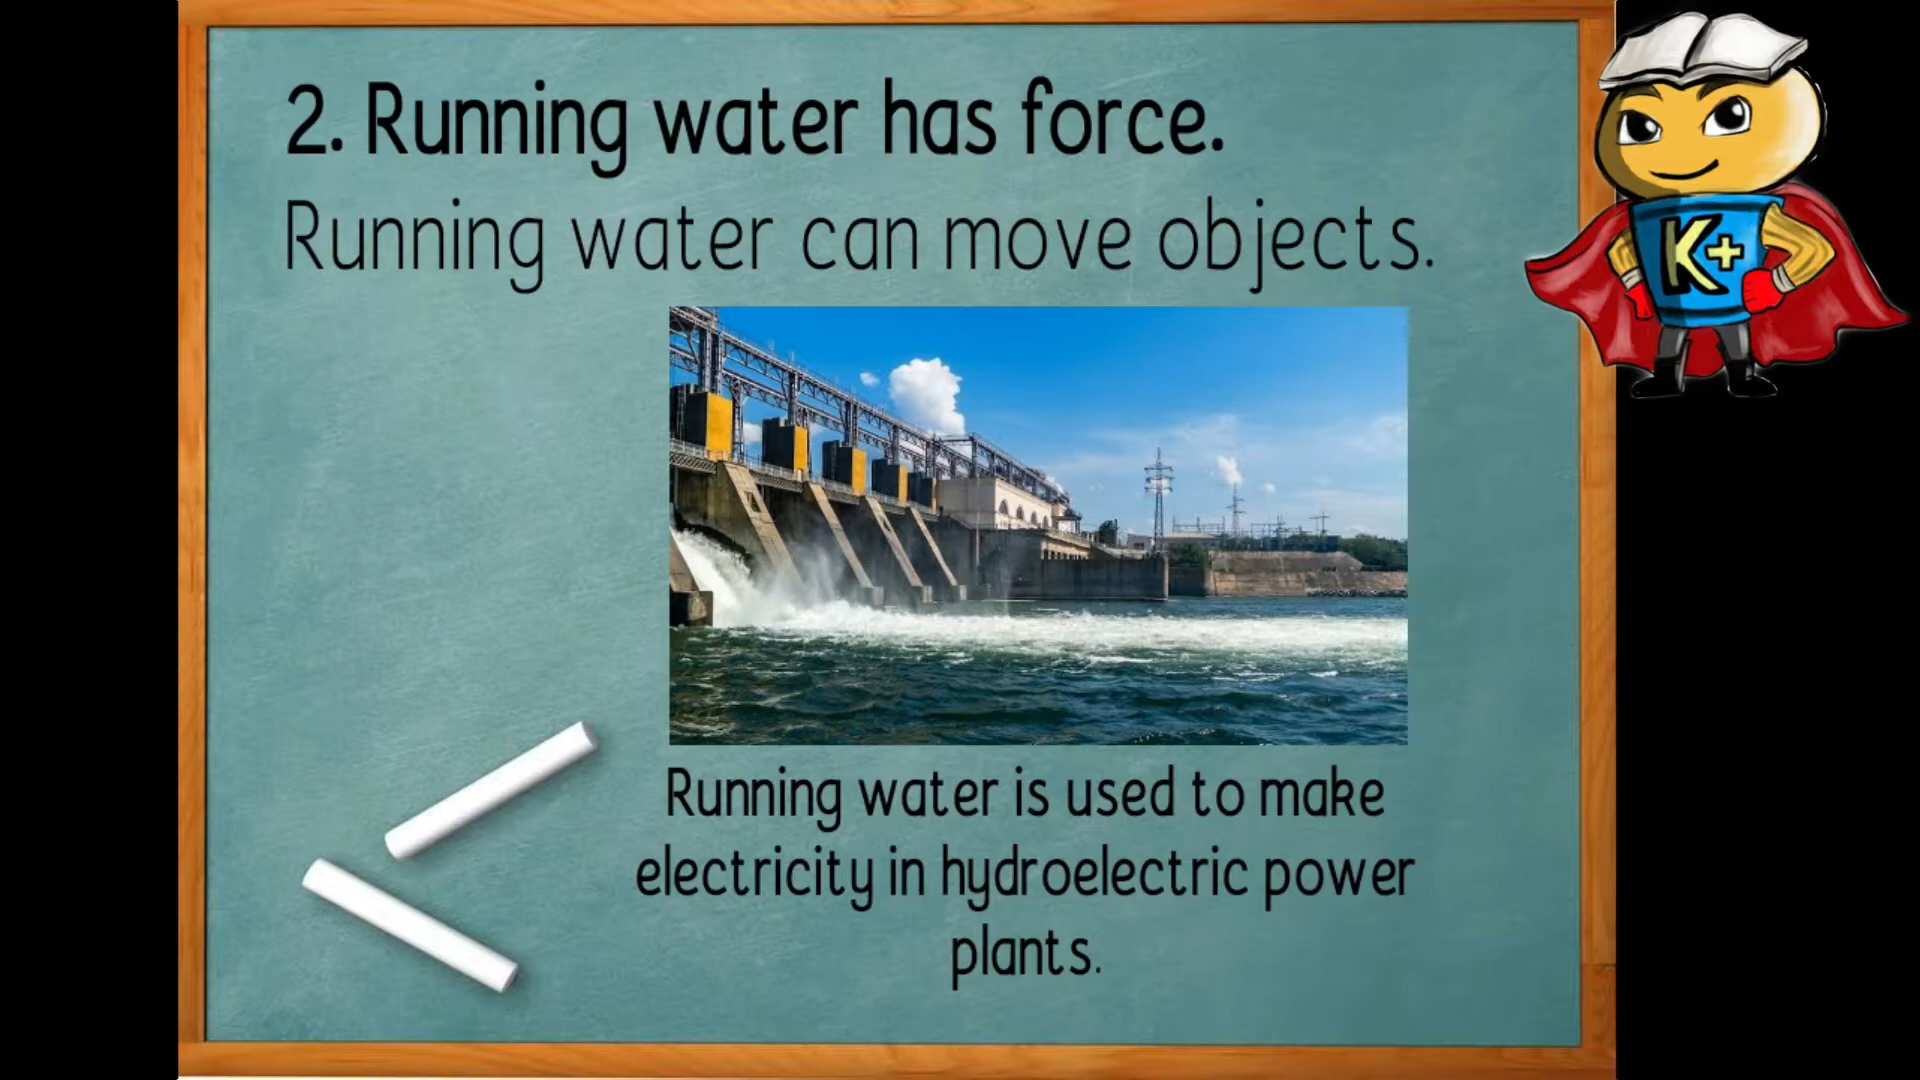 2. Running water has force.
Running water can move objects.
K+
Running water is used to make
electricity in hydroelectric power
plants.